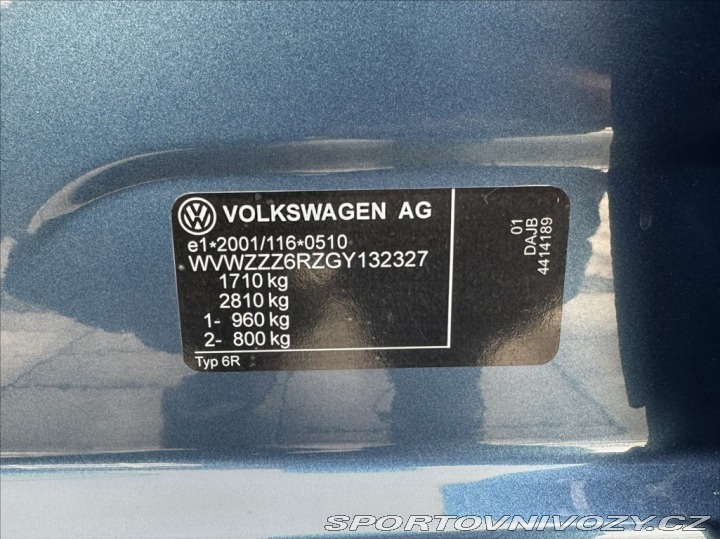 VOLKSWAGEN AG
e1*2001/116*0510
WVWZZZ6RZGY132327
1710 kg
2810 kg
1- 960 kg
2- 800 kg
Typ 6R
01
DAJB
4414189
SPORTOVNIVOZY.CZ